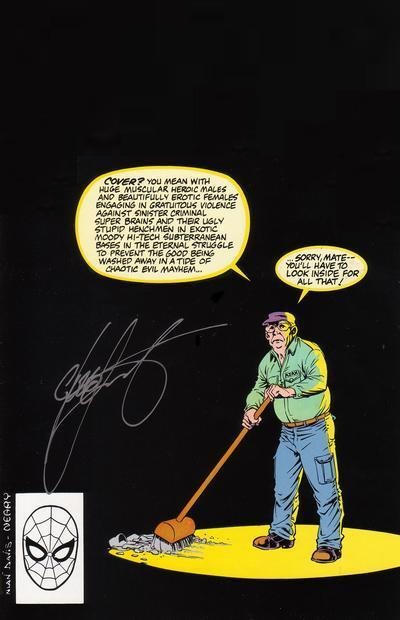 COVER? YOU MEAN WITH
HUGE MUSCULAR HEROIC MALES
AND BEAUTIFULLY EROTIC FEMALES
ENGAGING IN GRATUITOUS VIOLENCE
AGAINST SINISTER CRIMINAL
SUPER BRAINS AND THEIR UGLY
STUPID HENCHMEN IN EXOTIC
MOODY HI-TECH SUBTERRANEAN
BASES IN THE ETERNAL STRUGGLE
TO PREVENT THE GOOD BEING
WASHED AWAY IN A TIDE OF
CHAOTIC EVIL MAYHEM...
...SORRY, MATE--
YOU'LL HAVE TO
LOOK INSIDE FOR
ALL THAT!
ALAN DAVIS - NEARY